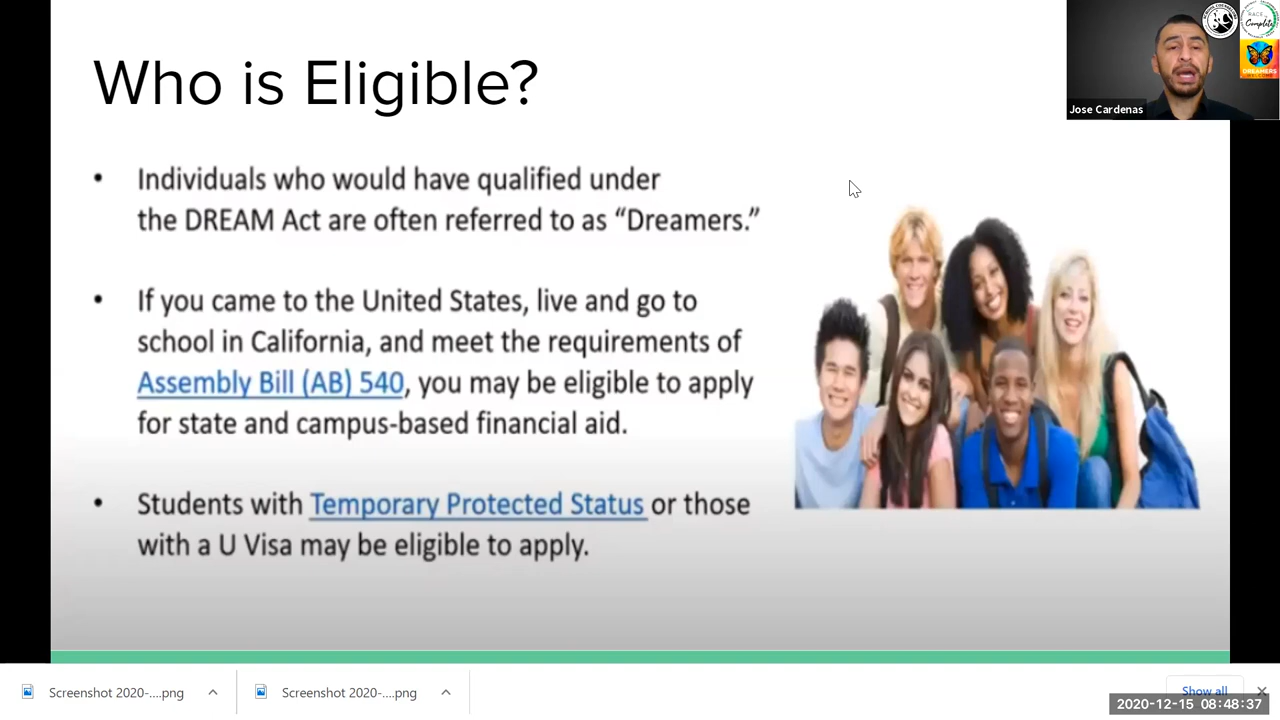 Who is Eligible?
RACE
Complete
DREAMERS
Jose Cardenas
• Individuals who would have qualified under
the DREAM Act are often referred to as “Dreamers.”
• If you came to the United States, live and go to
school in California, and meet the requirements of
Assembly Bill (AB) 540, you may be eligible to apply
for state and campus-based financial aid.
• Students with Temporary Protected Status or those
with a U Visa may be eligible to apply.
Screenshot 2020-....png
Screenshot 2020-....png
Show all
2020-12-15 08:48:37